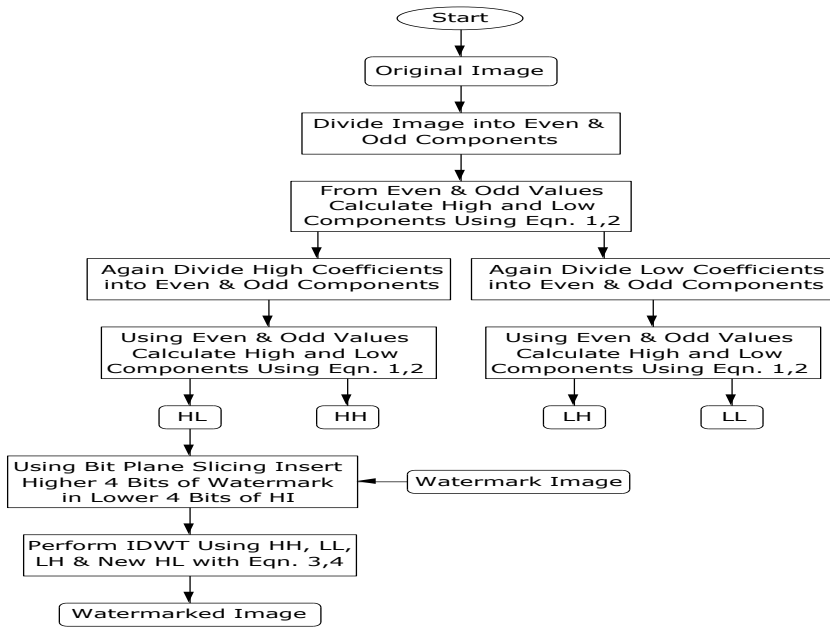 Start
Original Image
Divide Image into Even &
Odd Components
From Even & Odd Values
Calculate High and Low
Components Using Eqn. 1,2
Again Divide High Coefficients
into Even & Odd Components
Again Divide Low Coefficients
into Even & Odd Components
Using Even & Odd Values
Calculate High and Low
Components Using Eqn. 1,2
Using Even & Odd Values
Calculate High and Low
Components Using Eqn. 1,2
HL
HH
LH
LL
Using Bit Plane Slicing Insert
Higher 4 Bits of Watermark
in Lower 4 Bits of HI
Watermark Image
Perform IDWT Using HH, LL,
LH & New HL with Eqn. 3,4
Watermarked Image